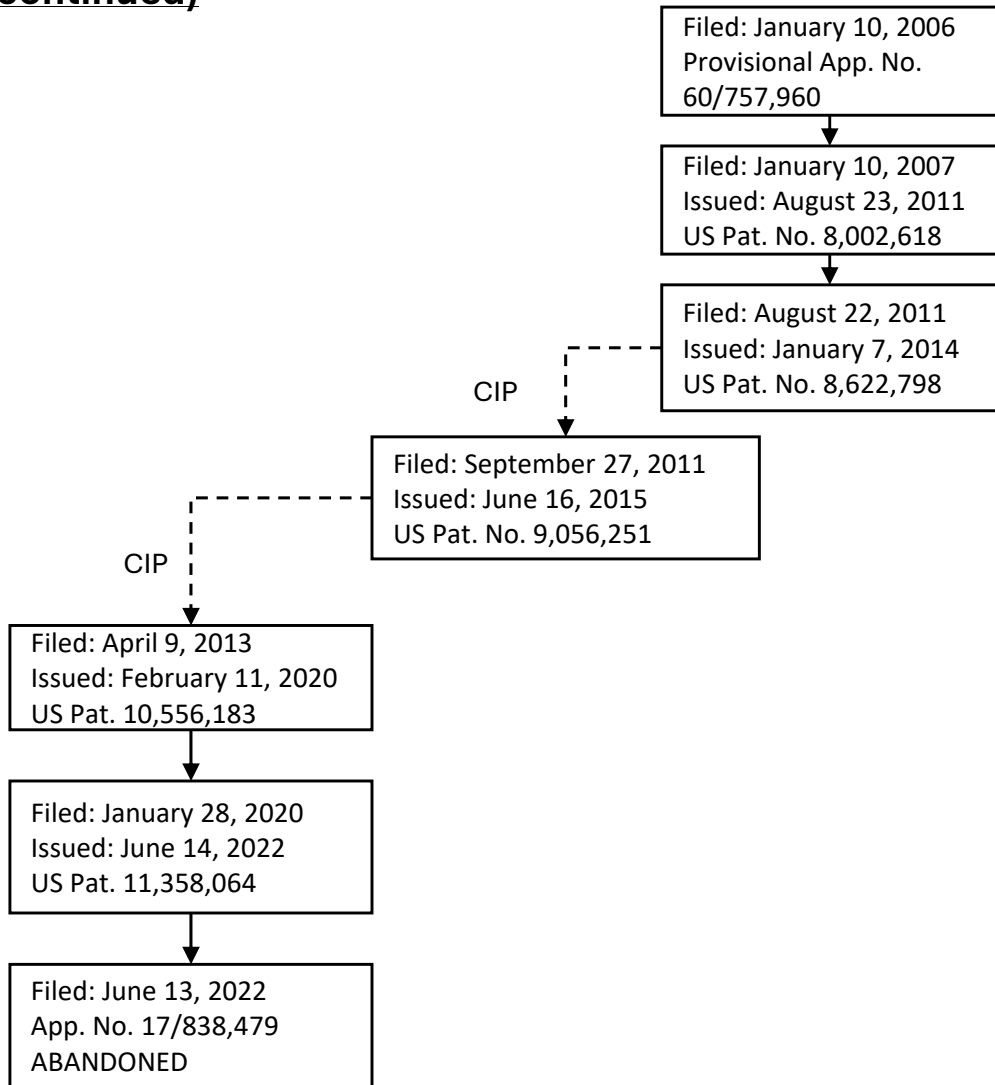 continued)
Filed: January 10, 2006
Provisional App. No.
60/757,960
Filed: January 10, 2007
Issued: August 23, 2011
US Pat. No. 8,002,618
Filed: August 22, 2011
Issued: January 7, 2014
US Pat. No. 8,622,798
CIP
Filed: September 27, 2011
Issued: June 16, 2015
US Pat. No. 9,056,251
CIP
Filed: April 9, 2013
Issued: February 11, 2020
US Pat. 10,556,183
Filed: January 28, 2020
Issued: June 14, 2022
US Pat. 11,358,064
Filed: June 13, 2022
App. No. 17/838,479
ABANDONED